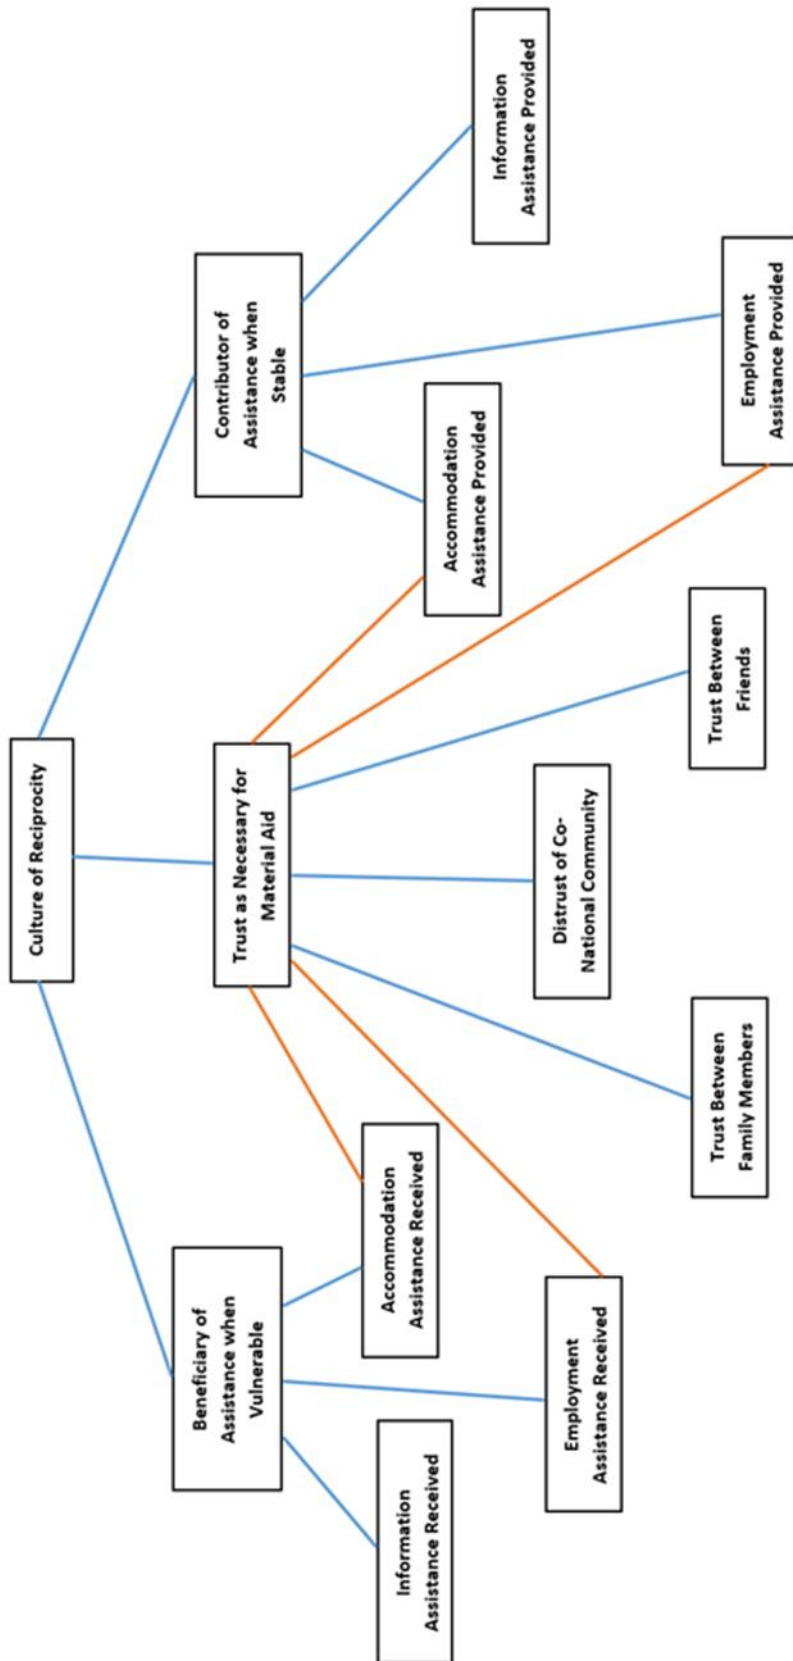 Culture of Reciprocity
Beneficiary of
Assistance when
Vulnerable
Trust as Necessary for
Material Aid
Contributor of
Assistance when
Stable
Information
Assistance Received
Employment
Assistance Received
Accommodation
Assistance Received
Trust Between
Family Members
Distrust of Co-
National Community
Trust Between
Friends
Accommodation
Assistance Provided
Employment
Assistance Provided
Information
Assistance Provided